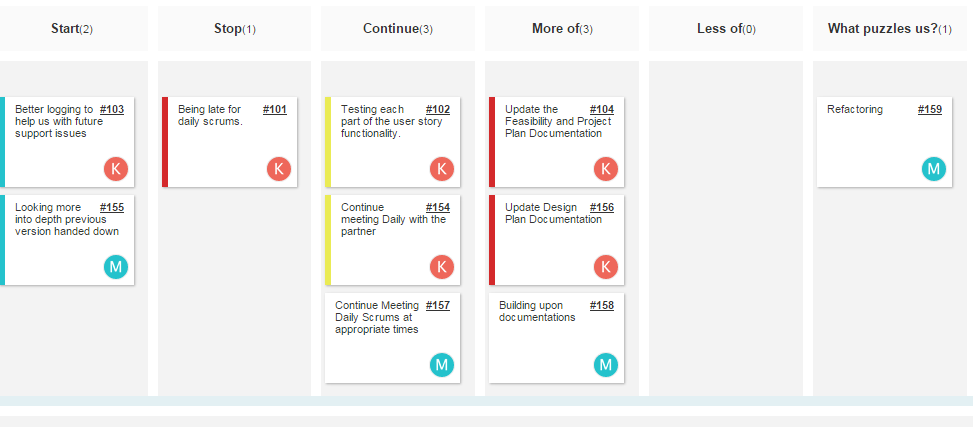 Start(2)
Stop(1)
Continue(3)
More of(3)
Less of(0)
What puzzles us?(1)
Better logging to #103
help us with future
support issues
K
Looking more #155
into depth previous
version handed down
M
Being late for #101
daily scrums.
K
Testing each #102
part of the user story
functionality.
K
Continue #154
meeting Daily with the
partner
K
Continue Meeting #157
Daily Scrums at
appropriate times
M
Update the #104
Feasibility and Project
Plan Documentation
K
Update Design #156
Plan Documentation
K
Building upon #158
documentations
M
Refactoring #159
M